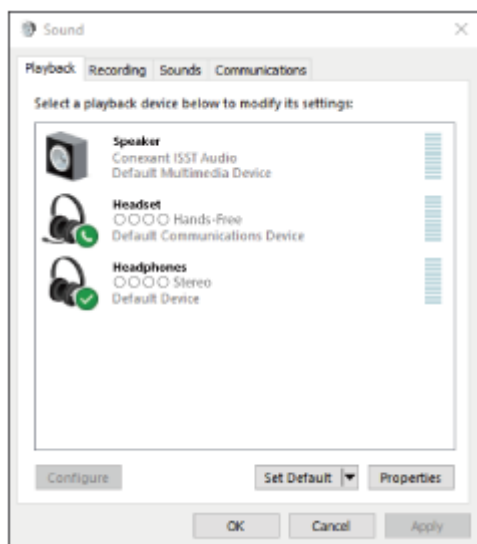 Sound
Playback Recording Sounds Communications
Select a playback device below to modify its settings:
Speaker
Conexant ISST Audio
Default Multimedia Device
Headset
○○○○ Hands-Free
Default Communications Device
Headphones
○○○○ Stereo
Default Device
Configure Set Default Properties
OK Cancel Apply